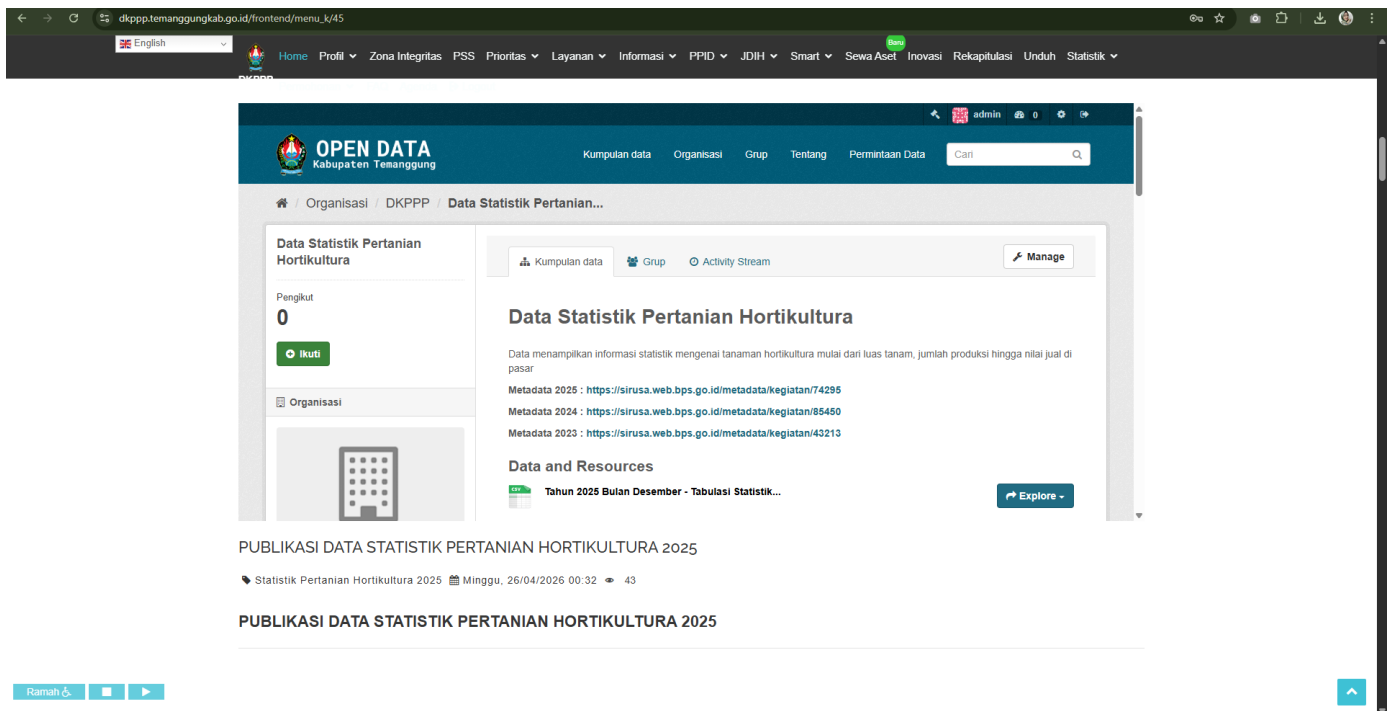 dkppp.temanggungkab.go.id/frontend/menu_k/45
English
DKPPP
Home Profil Zona Integritas PSS Prioritas Layanan Informasi PPID JDIH Smart Sewa Aset Baru Inovasi Rekapitulasi Unduh Statistik
admin 0
OPEN DATA
Kabupaten Temanggung
Kumpulan data Organisasi Grup Tentang Permintaan Data Cari
/ Organisasi / DKPPP / Data Statistik Pertanian...
Data Statistik Pertanian
Hortikultura
Pengikut
0
Ikuti
Organisasi
Kumpulan data Grup Activity Stream Manage
Data Statistik Pertanian Hortikultura
Data menampilkan informasi statistik mengenai tanaman hortikultura mulai dari luas tanam, jumlah produksi hingga nilai jual di
pasar
Metadata 2025 : https://sirusa.web.bps.go.id/metadata/kegiatan/74295
Metadata 2024 : https://sirusa.web.bps.go.id/metadata/kegiatan/85450
Metadata 2023 : https://sirusa.web.bps.go.id/metadata/kegiatan/43213
Data and Resources
CSV Tahun 2025 Bulan Desember - Tabulasi Statistik... Explore
PUBLIKASI DATA STATISTIK PERTANIAN HORTIKULTURA 2025
Statistik Pertanian Hortikultura 2025 Minggu, 26/04/2026 00:32 43
PUBLIKASI DATA STATISTIK PERTANIAN HORTIKULTURA 2025
Ramah